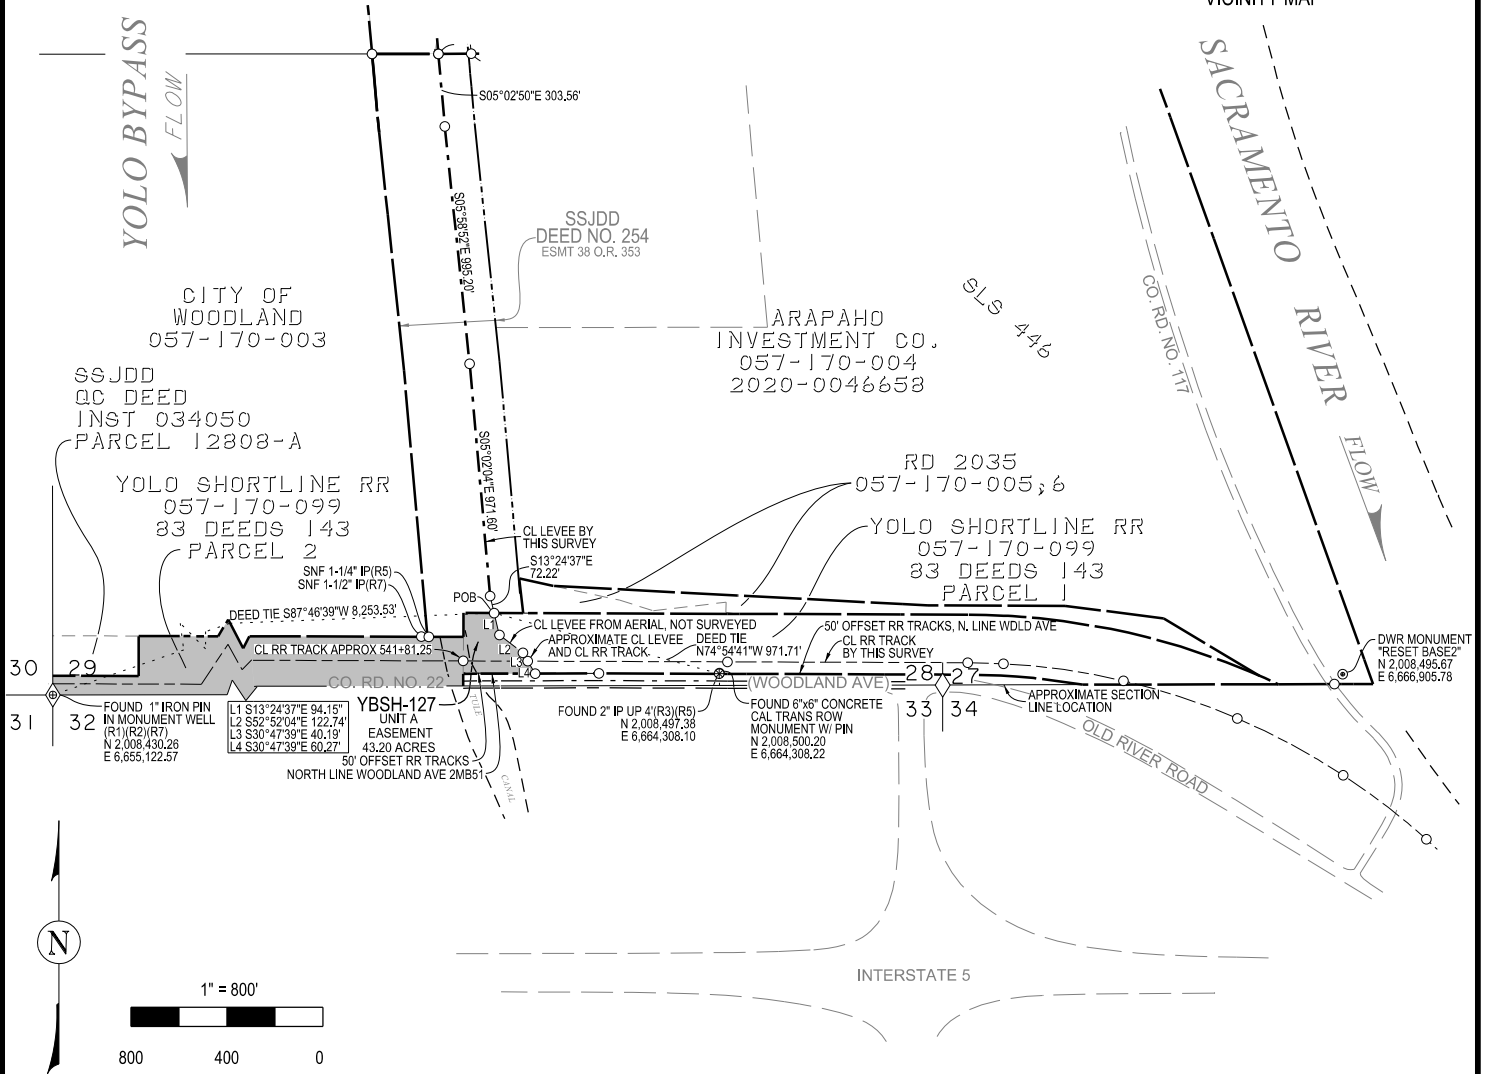 VICINITY MAP
YOLO BYPASS
FLOW
SACRAMENTO RIVER
FLOW
S05°02'50"E 303.56'
S05°58'52"E 995.20'
SSJDD
DEED NO. 254
ESMT 38 O.R. 353
CITY OF
WOODLAND
057-170-003
ARAPAHO
INVESTMENT CO.
057-170-004
2020-0046658
SLS 446
CO. RD. NO. 117
SSJDD
QC DEED
INST 034050
PARCEL 12808-A
YOLO SHORTLINE RR
057-170-099
83 DEEDS 143
PARCEL 2
S05°02'04"E 971.60'
RD 2035
057-170-005,6
YOLO SHORTLINE RR
057-170-099
83 DEEDS 143
PARCEL 1
CL LEVEE BY
THIS SURVEY
S13°24'37"E
72.22'
SNF 1-1/4" IP(R5)
SNF 1-1/2" IP(R7)
POB
DEED TIE S87°46'39"W 8,253.53'
L1
L2
L3
L4
CL LEVEE FROM AERIAL, NOT SURVEYED
APPROXIMATE CL LEVEE
AND CL RR TRACK
DEED TIE
N74°54'41"W 971.71'
50' OFFSET RR TRACKS, N. LINE WDLD AVE
CL RR TRACK
BY THIS SURVEY
CL RR TRACK APPROX 541+81.25
DWR MONUMENT
"RESET BASE2"
N 2,008,495.67
E 6,666,905.78
30 29
31 32
28 27
33 34
CO. RD. NO. 22
(WOODLAND AVE)
APPROXIMATE SECTION
LINE LOCATION
FOUND 1" IRON PIN
IN MONUMENT WELL
(R1)(R2)(R7)
N 2,008,430.26
E 6,655,122.57
L1 S13°24'37"E 94.15'
L2 S52°52'04"E 122.74'
L3 S30°47'39"E 40.19'
L4 S30°47'39"E 60.27'
YBSH-127
UNIT A
EASEMENT
43.20 ACRES
50' OFFSET RR TRACKS
NORTH LINE WOODLAND AVE 2MB51
TULE
CANAL
FOUND 2" IP UP 4'(R3)(R5)
N 2,008,497.38
E 6,664,308.10
FOUND 6"x6" CONCRETE
CAL TRANS ROW
MONUMENT W/ PIN
N 2,008,500.20
E 6,664,308.22
OLD RIVER ROAD
INTERSTATE 5
N
1" = 800'
800 400 0